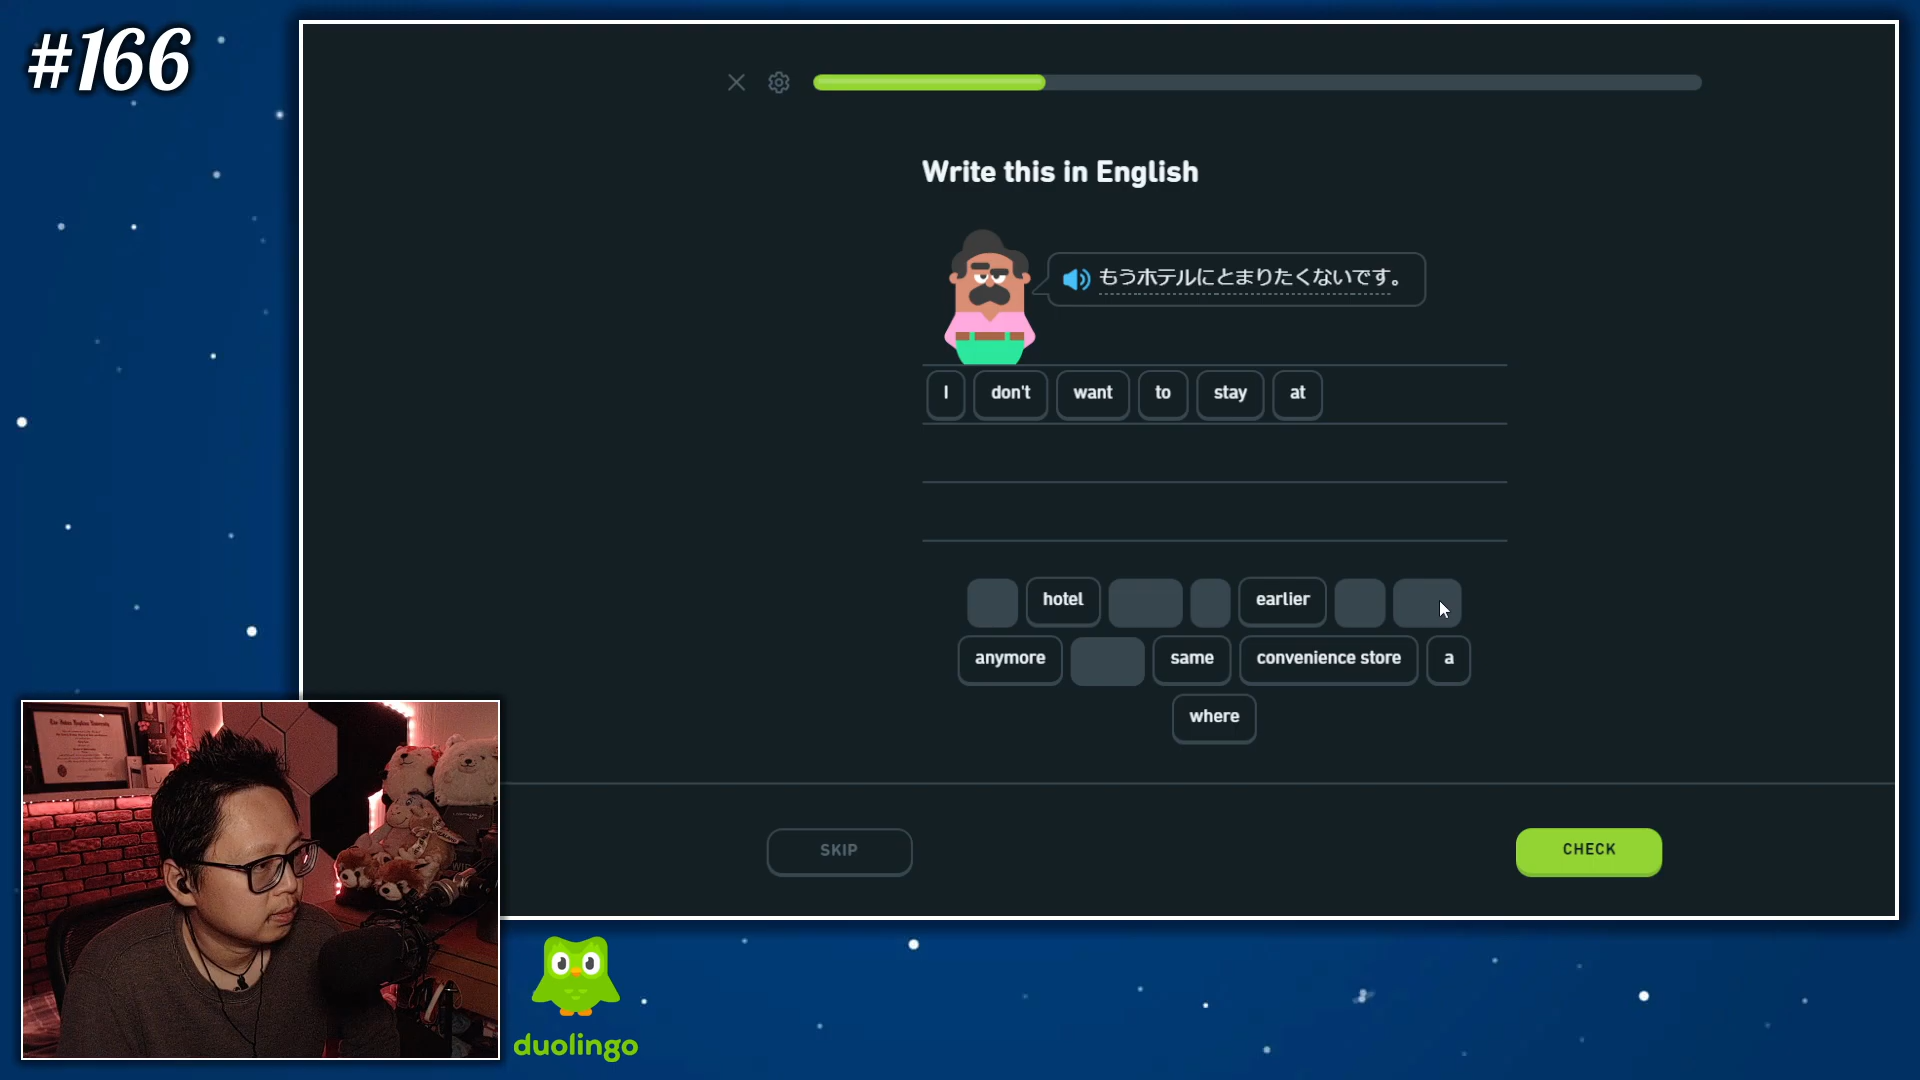 #166
Write this in English
もうホテルにとまりたくないです。
I don't want to stay at
hotel earlier
anymore same convenience store a
where
SKIP
CHECK
duolingo